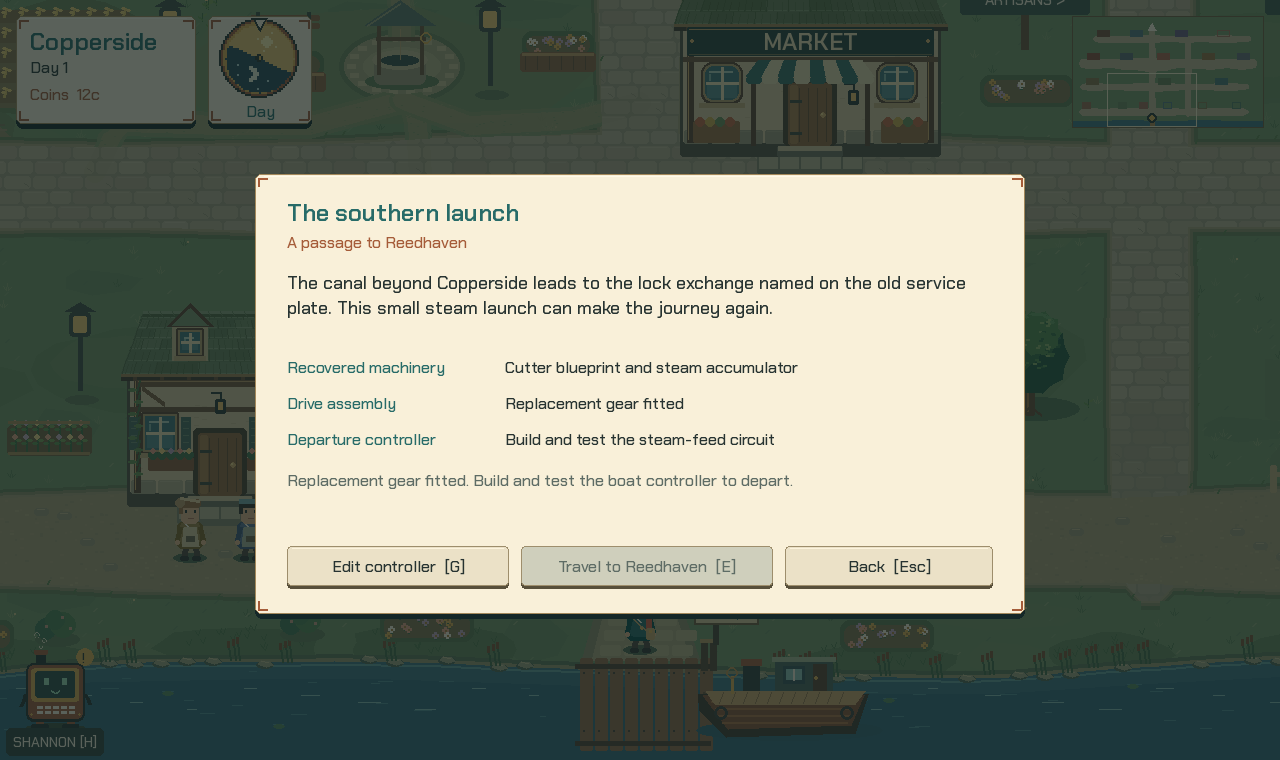 Copperside
Day 1
Coins 12c
Day
MARKET
ARTISANS >
The southern launch
A passage to Reedhaven
The canal beyond Copperside leads to the lock exchange named on the old service
plate. This small steam launch can make the journey again.
Recovered machinery Cutter blueprint and steam accumulator
Drive assembly Replacement gear fitted
Departure controller Build and test the steam-feed circuit
Replacement gear fitted. Build and test the boat controller to depart.
Edit controller [G] Travel to Reedhaven [E] Back [Esc]
!
SHANNON [H]